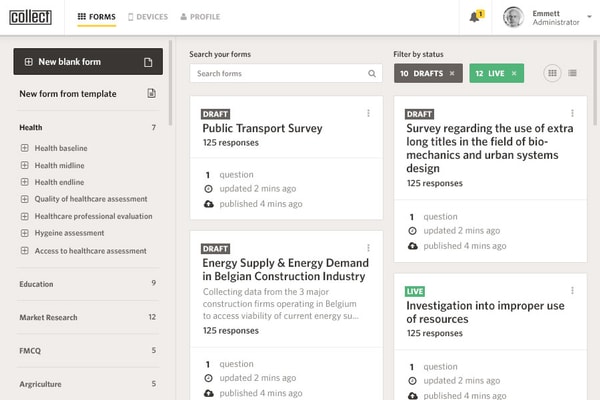 collect
FORMS
DEVICES
PROFILE
1
Emmett
Administrator
New blank form
New form from template
Health 7
Health baseline
Health midline
Health endline
Quality of healthcare assessment
Healthcare professional evaluation
Hygeine assessment
Access to healthcare assessment
Education 9
Market Research 12
FMCQ 5
Argriculture 5
Search your forms
Search forms
Filter by status
10 DRAFTS ×
12 LIVE ×
DRAFT
Public Transport Survey
125 responses
1 question
updated 2 mins ago
published 4 mins ago
DRAFT
Energy Supply & Energy Demand
in Belgian Construction Industry
Collecting data from the 3 major
construction firms operating in Belgium
to access viability of current energy su...
125 responses
1 question
updated 2 mins ago
published 4 mins ago
DRAFT
Survey regarding the use of extra
long titles in the field of bio-
mechanics and urban systems
design
125 responses
1 question
updated 2 mins ago
published 4 mins ago
LIVE
Investigation into improper use
of resources
125 responses
1 question
updated 2 mins ago
published 4 mins ago